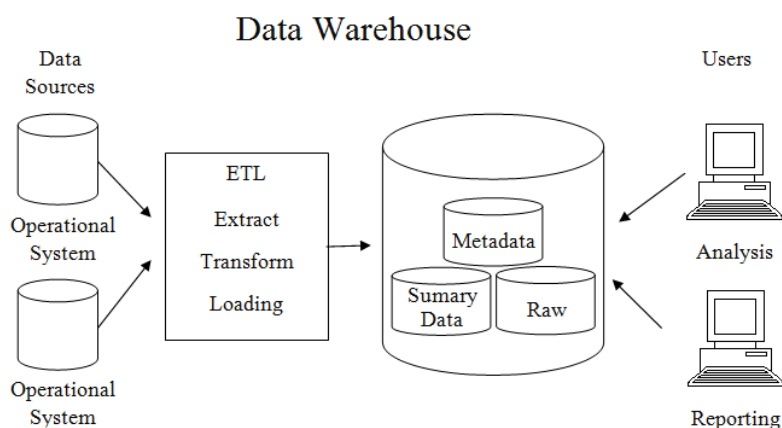 Data Warehouse
Data
Sources
Users
Operational
System
Operational
System
ETL
Extract
Transform
Loading
Metadata
Sumary
Data
Raw
Analysis
Reporting